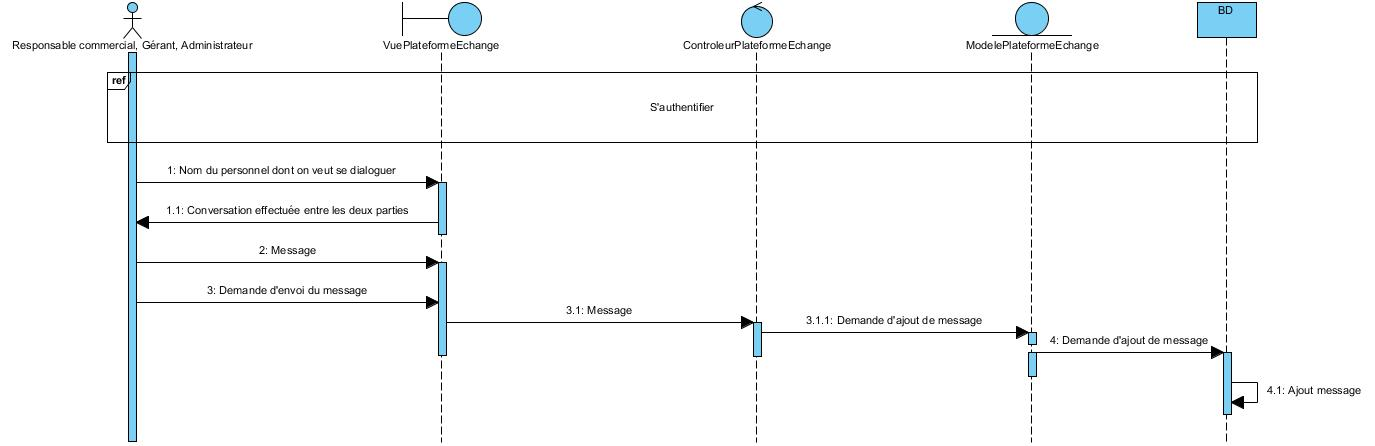 BD
Responsable commercial, Gérant, Administrateur
VuePlateformeEchange
ControleurPlateformeEchange
ModelePlateformeEchange
ref
S'authentifier
1: Nom du personnel dont on veut se dialoguer
1.1: Conversation effectuée entre les deux parties
2: Message
3: Demande d'envoi du message
3.1: Message
3.1.1: Demande d'ajout de message
4: Demande d'ajout de message
4.1: Ajout message